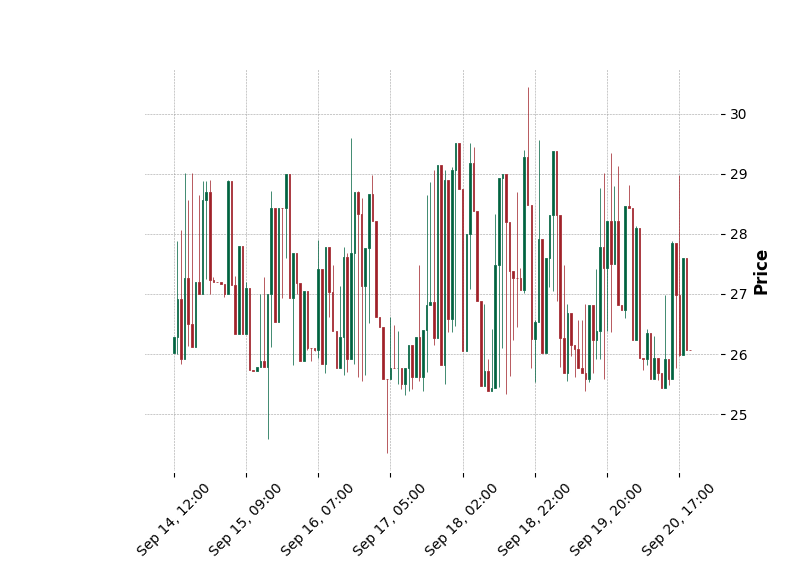 30
29
28
27
26
25
Price
Sep 14, 12:00
Sep 15, 09:00
Sep 16, 07:00
Sep 17, 05:00
Sep 18, 02:00
Sep 18, 22:00
Sep 19, 20:00
Sep 20, 17:00